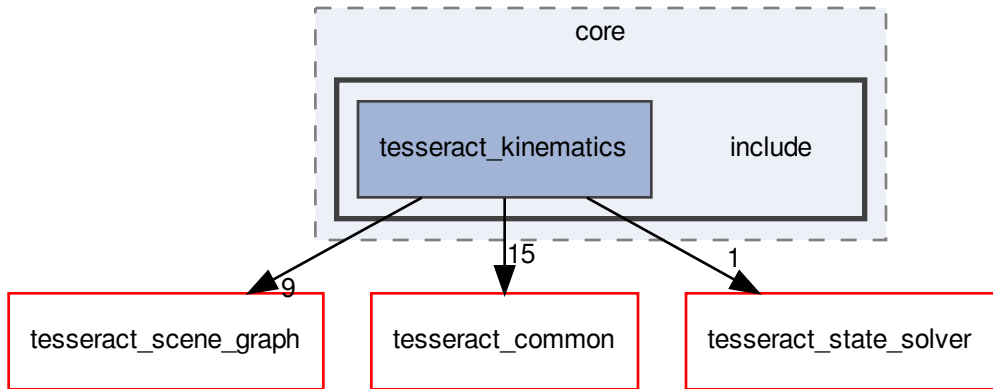 core
tesseract_kinematics
include
9
15
1
tesseract_scene_graph
tesseract_common
tesseract_state_solver